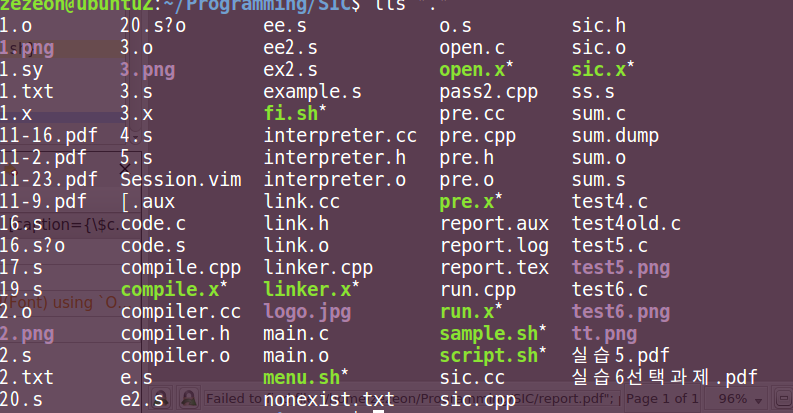 zezeon@ubuntu2:~/Programming/SIC$ lls "."
1.o 20.s?o ee.s o.s sic.h
1.png 3.o ee2.s open.c sic.o
1.sy 3.png ex2.s open.x* sic.x*
1.txt 3.s example.s pass2.cpp ss.s
1.x 3.x fi.sh* pre.cc sum.c
11-16.pdf 4.s interpreter.cc pre.cpp sum.dump
11-2.pdf 5.s interpreter.h pre.h sum.o
11-23.pdf Session.vim interpreter.o pre.o sum.s
11-9.pdf [.aux link.cc pre.x* test4.c
16.s code.c link.h report.aux test4old.c
16.s?o code.s link.o report.log test5.c
17.s compile.cpp linker.cpp report.tex test5.png
19.s compile.x* linker.x* run.cpp test6.c
2.o compiler.cc logo.jpg run.x* test6.png
2.png compiler.h main.c sample.sh* tt.png
2.s compiler.o main.o script.sh* 실습5.pdf
2.txt e.s menu.sh* sic.cc 실습6선택과제.pdf
20.s e2.s nonexist.txt sic.cpp
caption={\$c...
(Font) using `O...
Failed to
SIC/report.pdf":
Page 1 of 1
96%